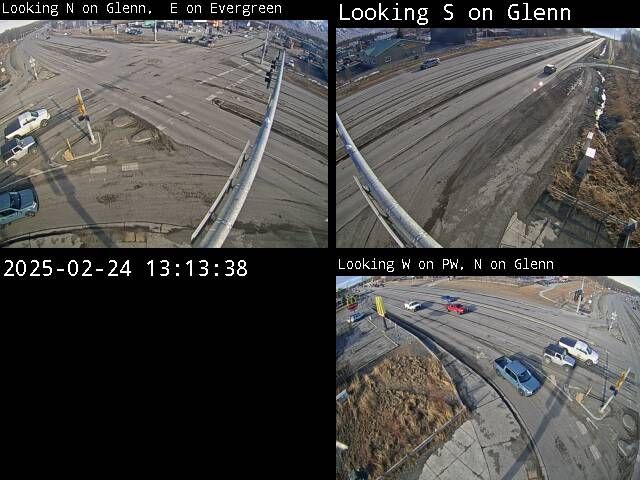 Looking N on Glenn,  E on Evergreen
Looking S on Glenn
2025-02-24 13:13:38
Looking W on PW, N on Glenn